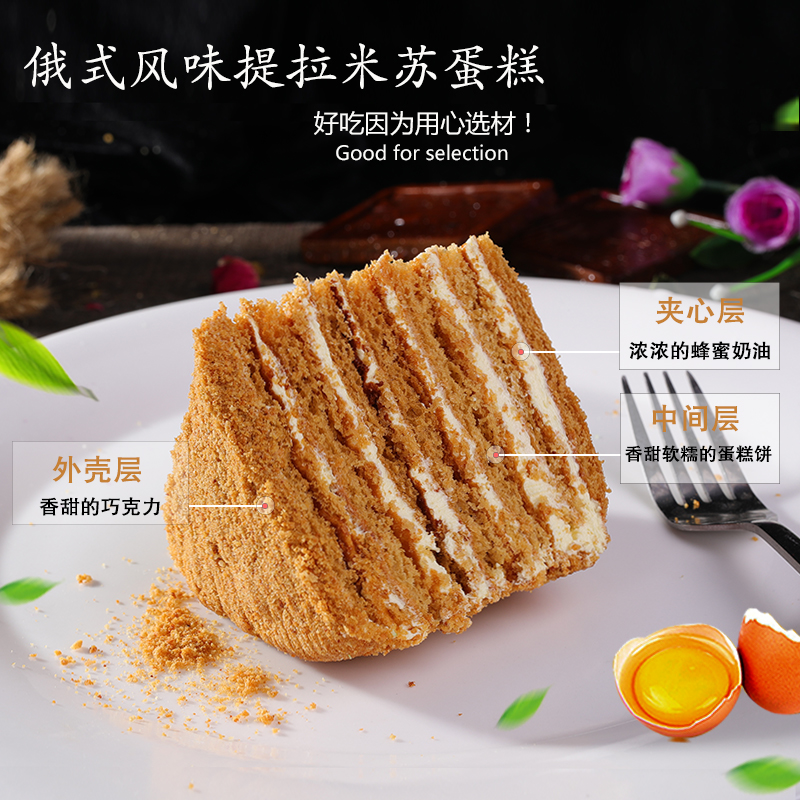 俄式风味提拉米苏蛋糕
好吃因为用心选材！
Good for selection
夹心层
浓浓的蜂蜜奶油
中间层
香甜软糯的蛋糕饼
外壳层
香甜的巧克力